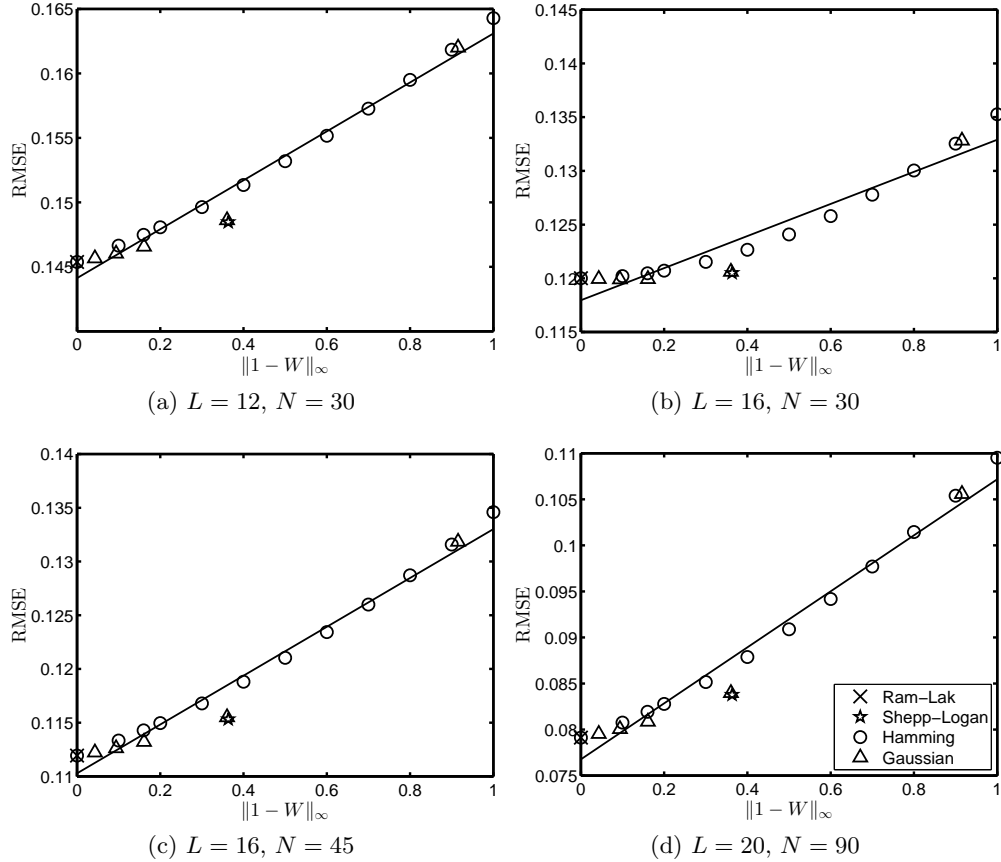 0.165
0.16
0.155
0.15
0.145
RMSE
0 0.2 0.4 0.6 0.8 1
‖1 − W‖∞
(a) L = 12, N = 30
0.145
0.14
0.135
0.13
0.125
0.12
0.115
RMSE
0 0.2 0.4 0.6 0.8 1
‖1 − W‖∞
(b) L = 16, N = 30
0.14
0.135
0.13
0.125
0.12
0.115
0.11
RMSE
0 0.2 0.4 0.6 0.8 1
‖1 − W‖∞
(c) L = 16, N = 45
0.11
0.105
0.1
0.095
0.09
0.085
0.08
0.075
RMSE
0 0.2 0.4 0.6 0.8 1
‖1 − W‖∞
Ram−Lak
Shepp−Logan
Hamming
Gaussian
(d) L = 20, N = 90